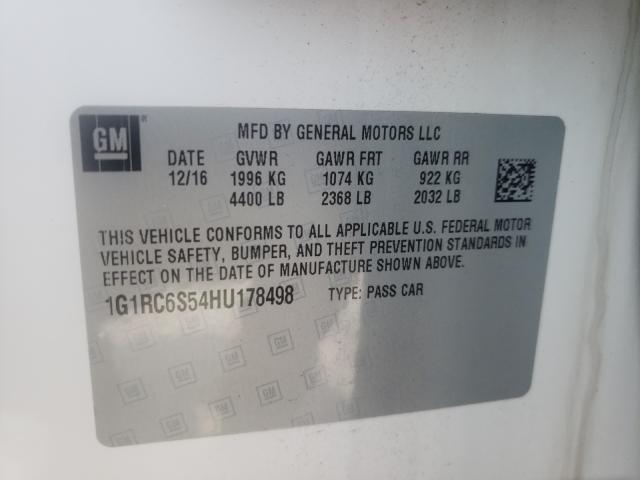 GM
MFD BY GENERAL MOTORS LLC
DATE GVWR GAWR FRT GAWR RR
12/16 1996 KG 1074 KG 922 KG
4400 LB 2368 LB 2032 LB
THIS VEHICLE CONFORMS TO ALL APPLICABLE U.S. FEDERAL MOTOR
VEHICLE SAFETY, BUMPER, AND THEFT PREVENTION STANDARDS IN
EFFECT ON THE DATE OF MANUFACTURE SHOWN ABOVE.
1G1RC6S54HU178498 TYPE: PASS CAR